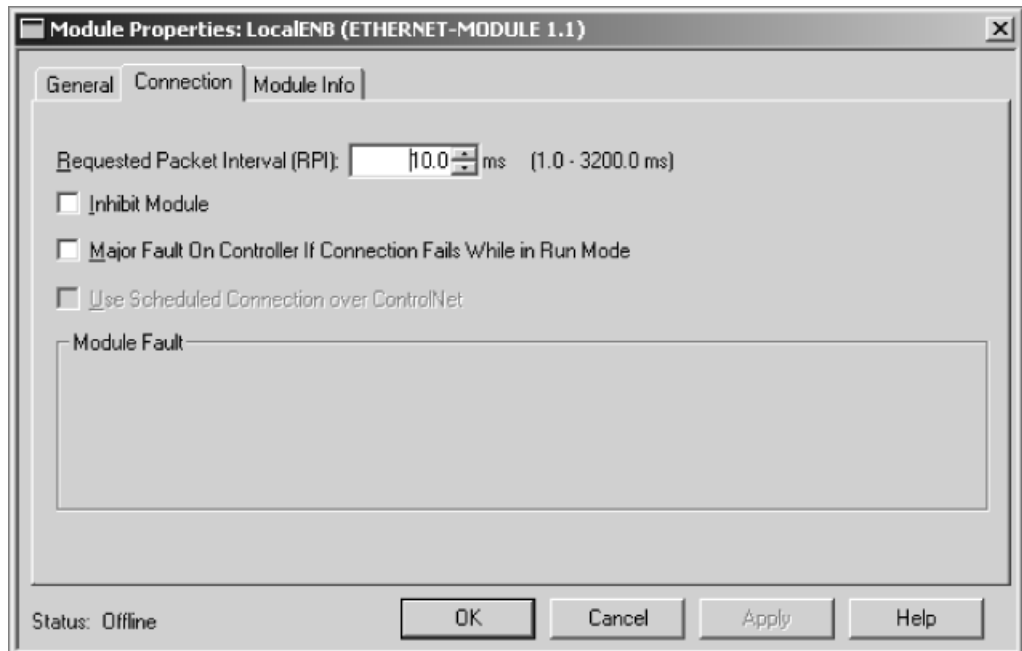 Module Properties: LocalENB (ETHERNET-MODULE 1.1)
General Connection Module Info
Requested Packet Interval (RPI): 10.0 ms (1.0 - 3200.0 ms)
Inhibit Module
Major Fault On Controller If Connection Fails While in Run Mode
Use Scheduled Connection over ControlNet
Module Fault
Status: Offline OK Cancel Apply Help